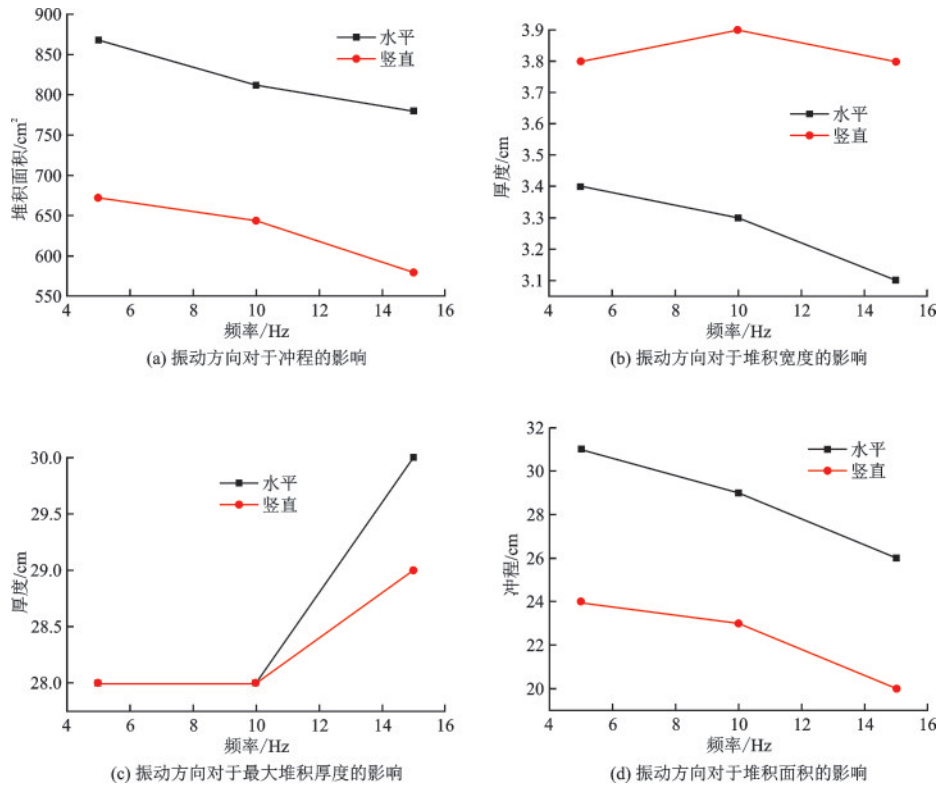 900
850
800
750
700
650
600
550
堆积面积/cm²
水平
竖直
4 6 8 10 12 14 16
频率/Hz
(a) 振动方向对于冲程的影响
3.9
3.8
3.7
3.6
3.5
3.4
3.3
3.2
3.1
厚度/cm
水平
竖直
4 6 8 10 12 14 16
频率/Hz
(b) 振动方向对于堆积宽度的影响
30.0
29.5
29.0
28.5
28.0
厚度/cm
水平
竖直
4 6 8 10 12 14 16
频率/Hz
(c) 振动方向对于最大堆积厚度的影响
32
30
28
26
24
22
20
冲程/cm
水平
竖直
4 6 8 10 12 14 16
频率/Hz
(d) 振动方向对于堆积面积的影响